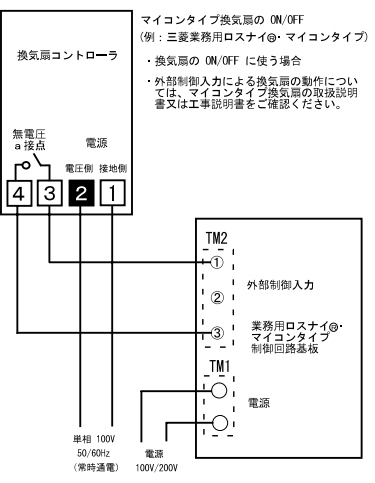 マイコンタイプ換気扇の ON/OFF
(例：三菱業務用ロスナイ®・マイコンタイプ)
・換気扇の ON/OFF に使う場合
・外部制御入力による換気扇の動作につい
ては、マイコンタイプ換気扇の取扱説明
書又は工事説明書をご確認ください。
換気扇コントローラ
無電圧
a 接点
電源
電圧側 接地側
4 3 2 1
TM2
①
②
③
外部制御入力
業務用ロスナイ®・
マイコンタイプ
制御回路基板
TM1
電源
単相 100V
50/60Hz
(常時通電)
電源
100V/200V